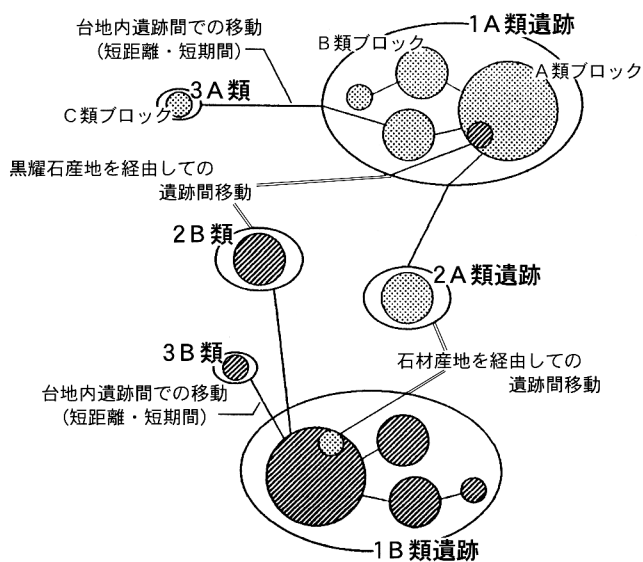 台地内遺跡間での移動
(短距離・短期間)
1A類遺跡
B類ブロック
A類ブロック
3A類
C類ブロック
黒耀石産地を経由しての
遺跡間移動
2B類
2A類遺跡
3B類
石材産地を経由しての
遺跡間移動
台地内遺跡間での移動
(短距離・短期間)
1B類遺跡